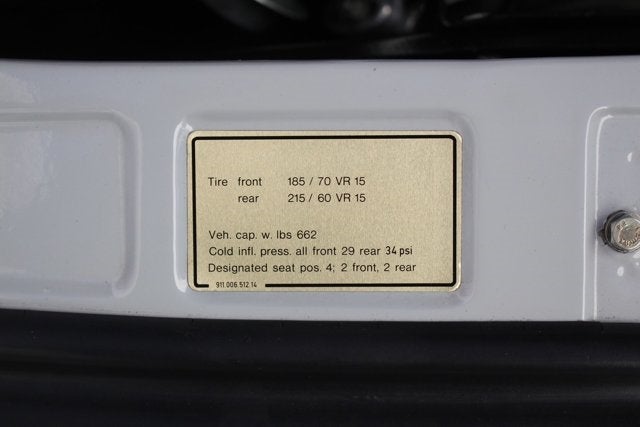 Tire front 185 / 70 VR 15
rear 215 / 60 VR 15
Veh. cap. w. lbs 662
Cold infl. press. all front 29 rear 34 psi
Designated seat pos. 4; 2 front, 2 rear
911.006.512.14